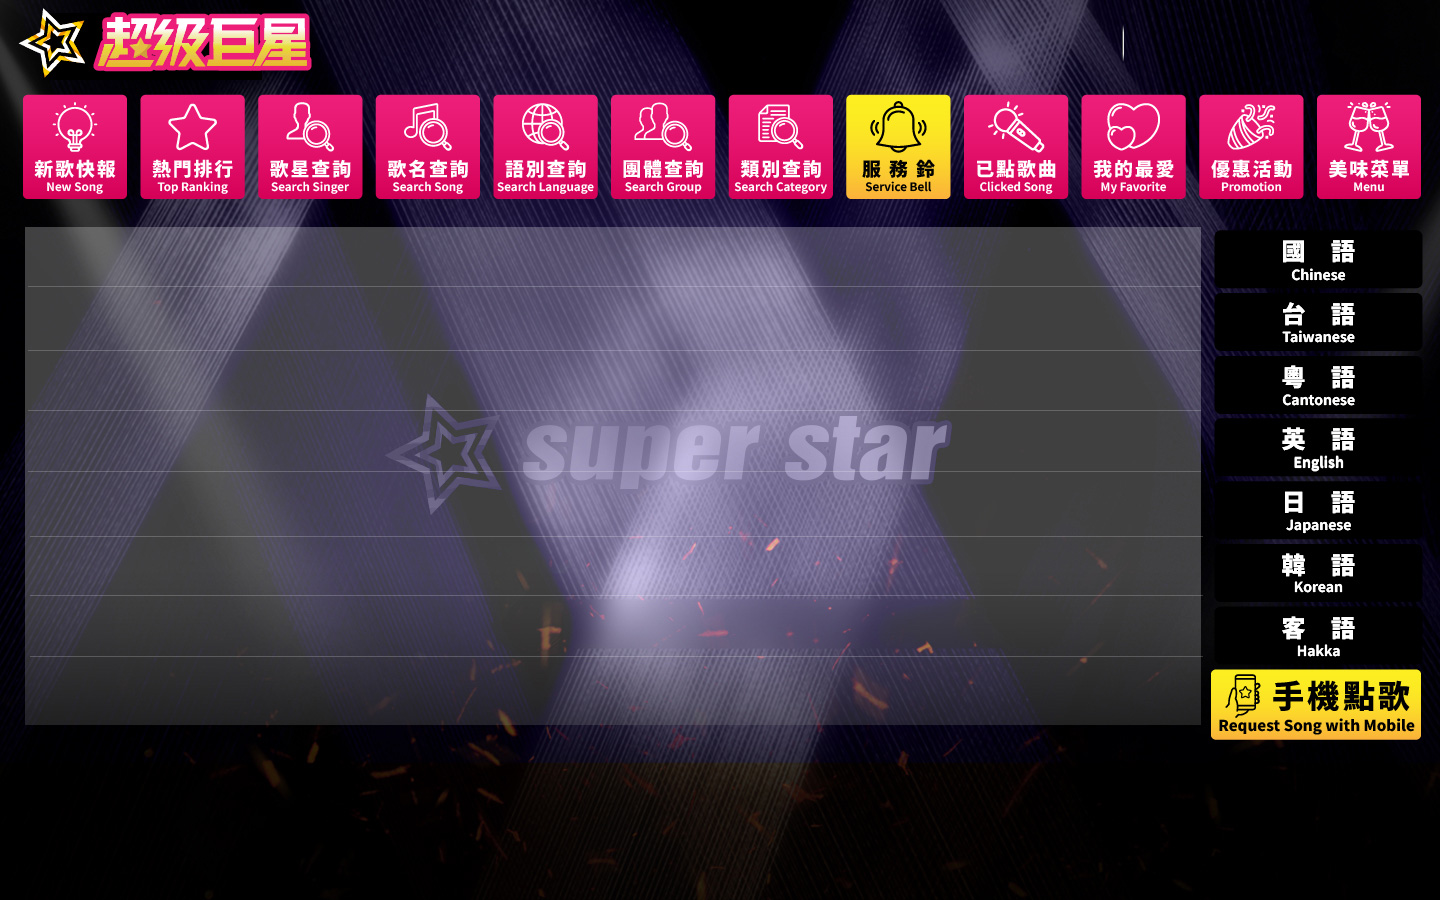 超级巨星
新歌快報
New Song
熱門排行
Top Ranking
歌星查詢
Search Singer
歌名查詢
Search Song
語別查詢
Search Language
團體查詢
Search Group
類別查詢
Search Category
服務鈴
Service Bell
已點歌曲
Clicked Song
我的最愛
My Favorite
優惠活動
Promotion
美味菜單
Menu
super star
國語
Chinese
台語
Taiwanese
粵語
Cantonese
英語
English
日語
Japanese
韓語
Korean
客語
Hakka
手機點歌
Request Song with Mobile